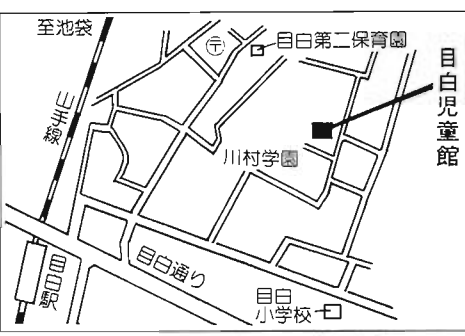 至池袋
〒
目白第二保育園
目白児童館
山手線
川村学園
目白通り
目白駅
目白
小学校